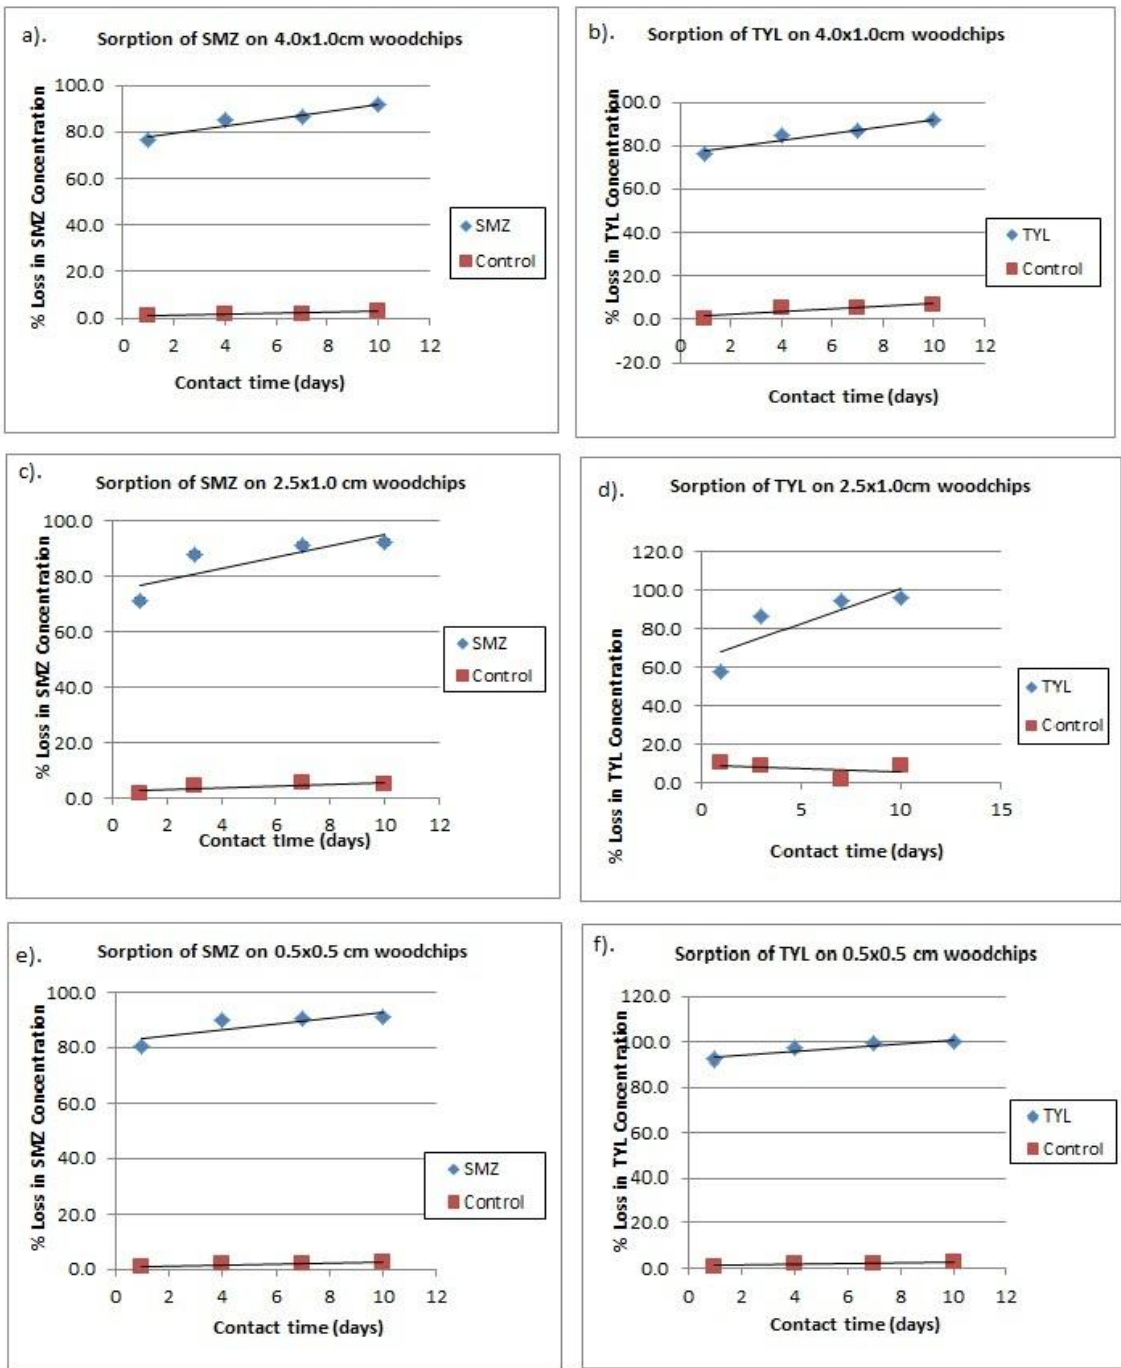 a).
Sorption of SMZ on 4.0x1.0cm woodchips
% Loss in SMZ Concentration
100.0
80.0
60.0
40.0
20.0
0.0
0 2 4 6 8 10 12
Contact time (days)
SMZ
Control
b).
Sorption of TYL on 4.0x1.0cm woodchips
% Loss in TYL Concentration
100.0
80.0
60.0
40.0
20.0
0.0
-20.0
0 2 4 6 8 10 12
Contact time (days)
TYL
Control
c).
Sorption of SMZ on 2.5x1.0 cm woodchips
% Loss in SMZ Concentration
100.0
80.0
60.0
40.0
20.0
0.0
0 2 4 6 8 10 12
Contact time (days)
SMZ
Control
d).
Sorption of TYL on 2.5x1.0cm woodchips
% Loss in TYL Concentration
120.0
100.0
80.0
60.0
40.0
20.0
0.0
0 5 10 15
Contact time (days)
TYL
Control
e).
Sorption of SMZ on 0.5x0.5 cm woodchips
% Loss in SMZ Concentration
100.0
80.0
60.0
40.0
20.0
0.0
0 2 4 6 8 10 12
Contact time (days)
SMZ
Control
f).
Sorption of TYL on 0.5x0.5 cm woodchips
% Loss in TYL Concentration
120.0
100.0
80.0
60.0
40.0
20.0
0.0
0 2 4 6 8 10 12
Contact time (days)
TYL
Control